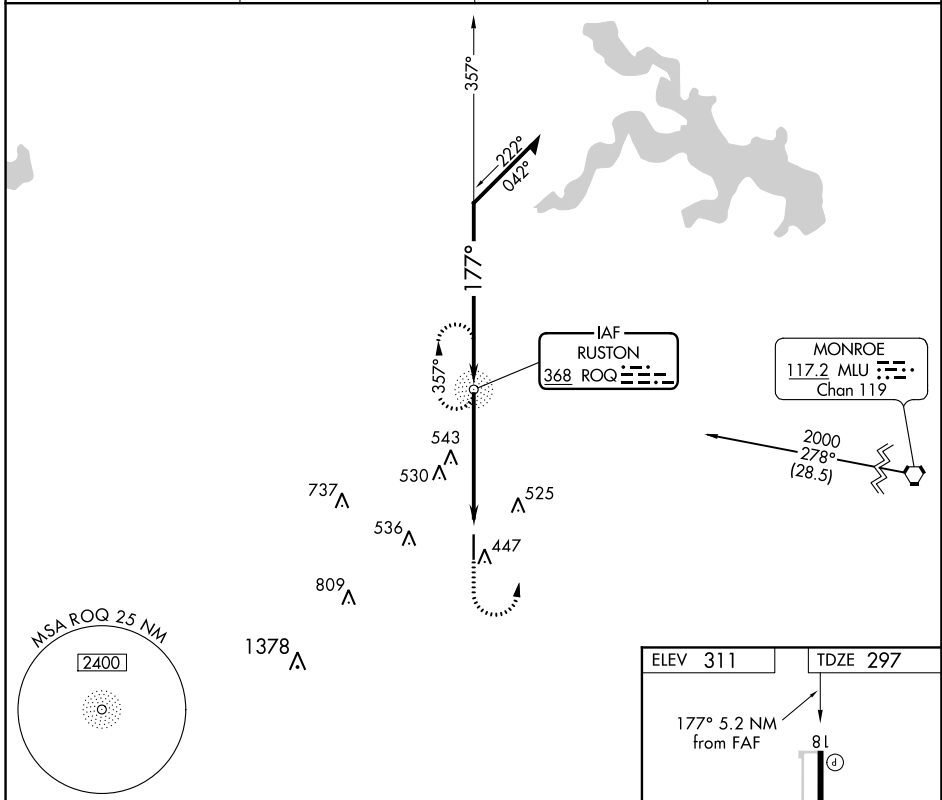 357°
222°
042°
177°
IAF
RUSTON
368 ROQ
357°
MONROE
117.2 MLU
Chan 119
2000
278°
(28.5)
543
530
737
525
536
447
809
1378
MSA ROQ 25 NM
2400
ELEV 311
TDZE 297
177° 5.2 NM
from FAF
18
P